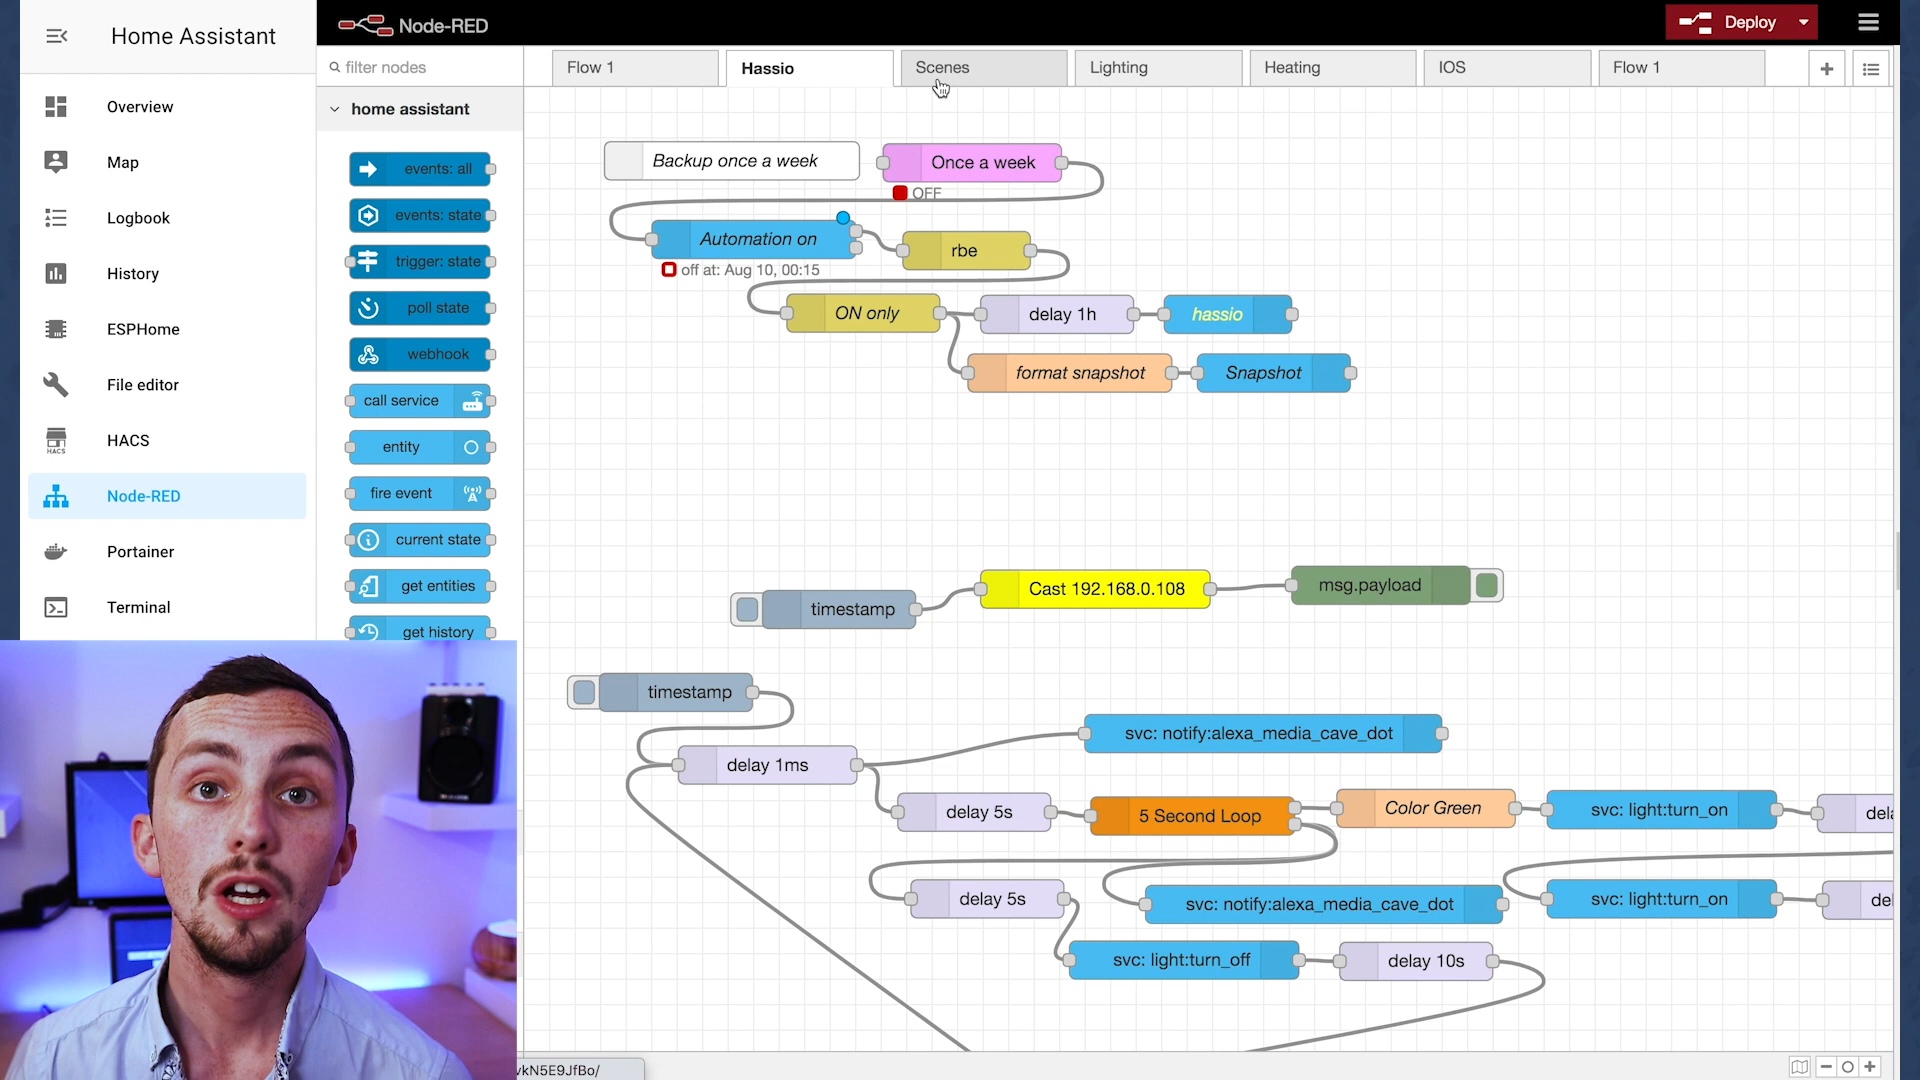 Home Assistant
Overview
Map
Logbook
History
ESPHome
File editor
HACS
HACS
Node-RED
Portainer
Terminal
Node-RED
Deploy
filter nodes
Flow 1
Hassio
Scenes
Lighting
Heating
IOS
Flow 1
home assistant
events: all
events: state
trigger: state
poll state
webhook
call service
entity
fire event
current state
get entities
get history
Backup once a week
Once a week
OFF
Automation on
off at: Aug 10, 00:15
rbe
ON only
delay 1h
hassio
format snapshot
Snapshot
timestamp
Cast 192.168.0.108
msg.payload
timestamp
delay 1ms
svc: notify:alexa_media_cave_dot
delay 5s
5 Second Loop
Color Green
svc: light:turn_on
dela
delay 5s
svc: notify:alexa_media_cave_dot
svc: light:turn_on
de
svc: light:turn_off
delay 10s
vkN5E9JfBo/